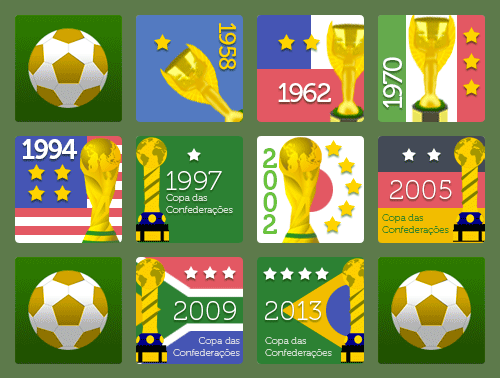 1958
1962
1970
1994
1997
Copa das
Confederações
2002
2005
Copa das
Confederações
2009
Copa das
Confederações
2013
Copa das
Confederações